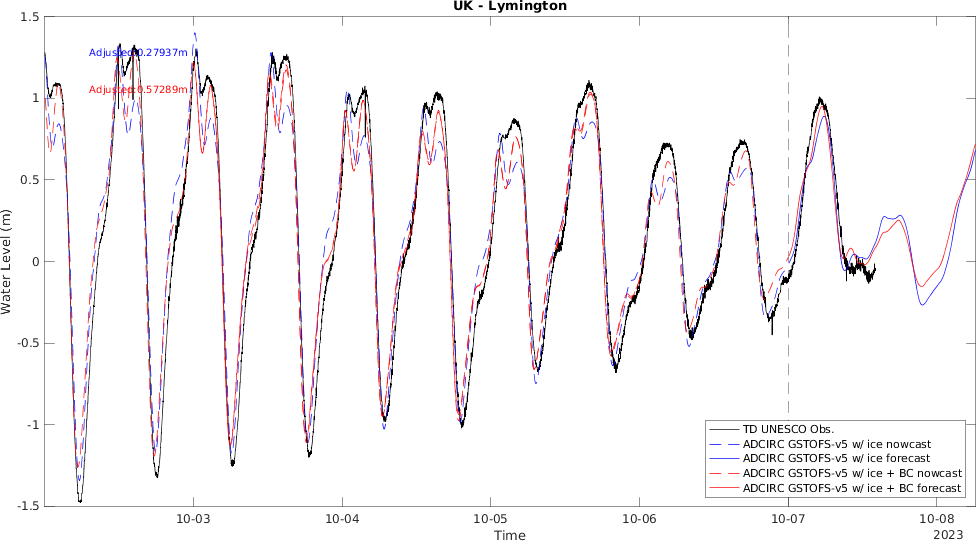 UK - Lymington
1.5
1
0.5
0
-0.5
-1
-1.5
Water Level (m)
Adjusted:0.27937m
Adjusted:0.57289m
TD UNESCO Obs.
ADCIRC GSTOFS-v5 w/ ice nowcast
ADCIRC GSTOFS-v5 w/ ice forecast
ADCIRC GSTOFS-v5 w/ ice + BC nowcast
ADCIRC GSTOFS-v5 w/ ice + BC forecast
10-03
10-04
10-05
10-06
10-07
10-08
Time
2023